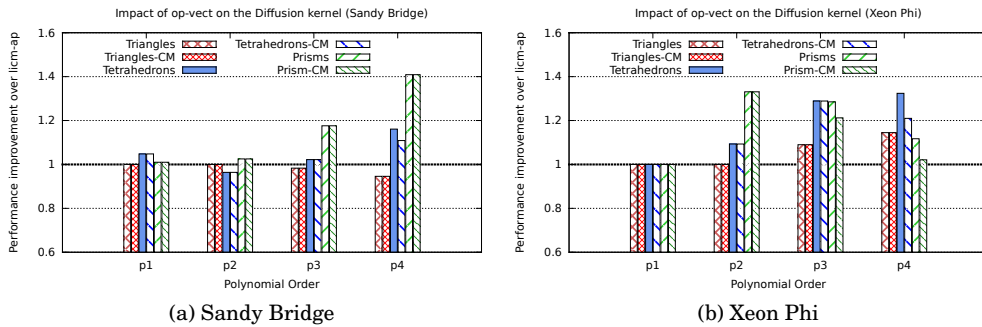 Impact of op-vect on the Diffusion kernel (Sandy Bridge)
Performance improvement over licm-ap
1.6
1.4
1.2
1
0.8
0.6
Triangles
Triangles-CM
Tetrahedrons
Tetrahedrons-CM
Prisms
Prism-CM
p1 p2 p3 p4
Polynomial Order
(a) Sandy Bridge
Impact of op-vect on the Diffusion kernel (Xeon Phi)
Performance improvement over licm-ap
1.6
1.4
1.2
1
0.8
0.6
Triangles
Triangles-CM
Tetrahedrons
Tetrahedrons-CM
Prisms
Prism-CM
p1 p2 p3 p4
Polynomial Order
(b) Xeon Phi